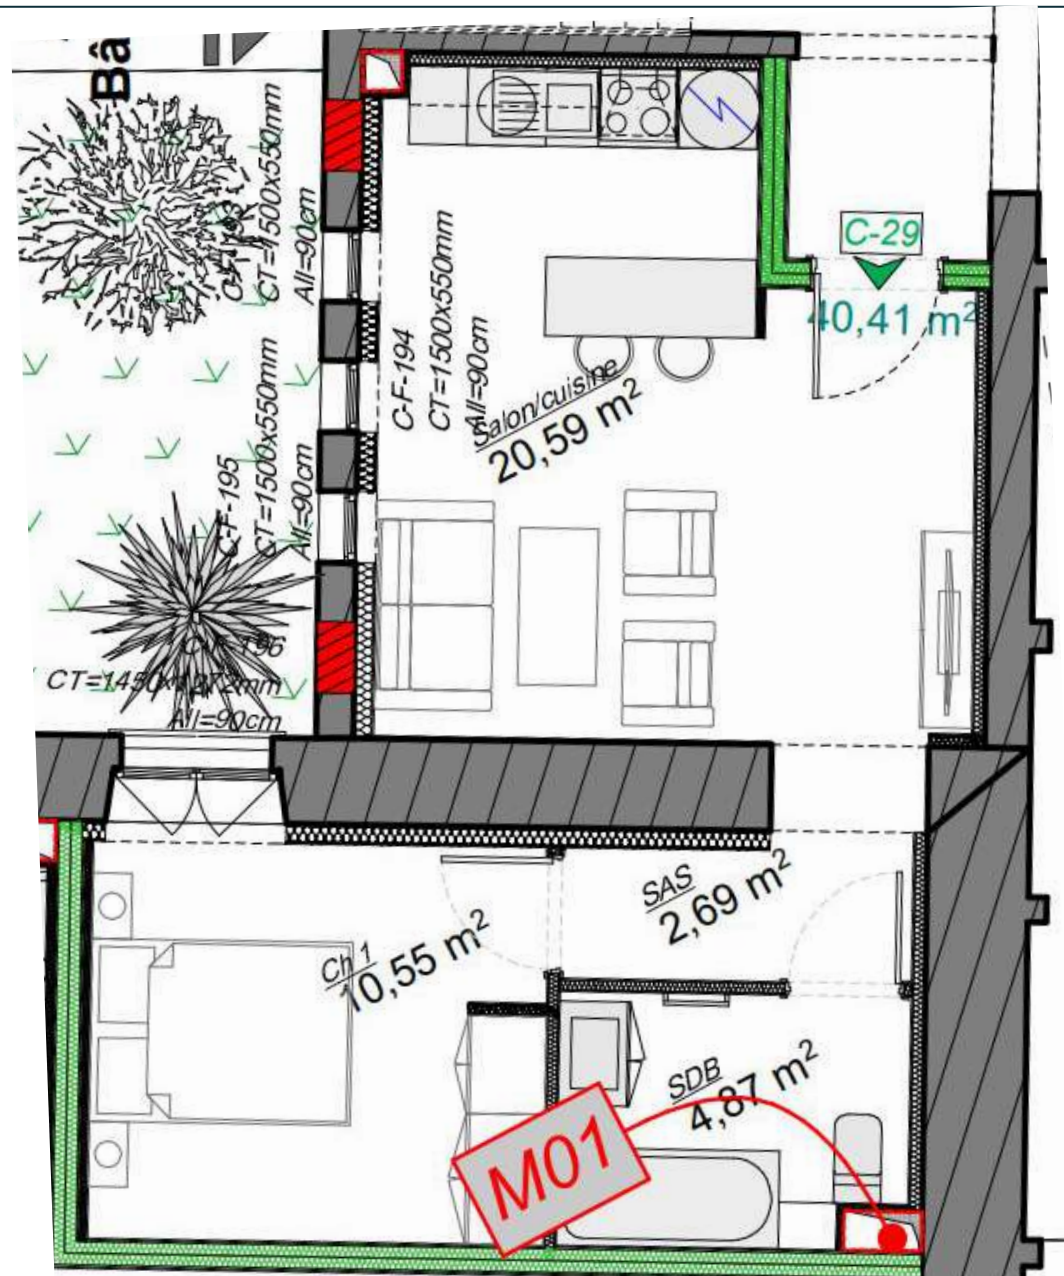 Bâ
CT=1500x550mm
All=90cm
C-29
40,41 m²
C-F-194
CT=1500x550mm
All=90cm
Salon/cuisine
20,59 m²
C-F-195
CT=1500x550mm
All=90cm
196
All=90cm
SAS
2,69 m²
Ch 1
10,55 m²
SDB
4,87 m²
M01